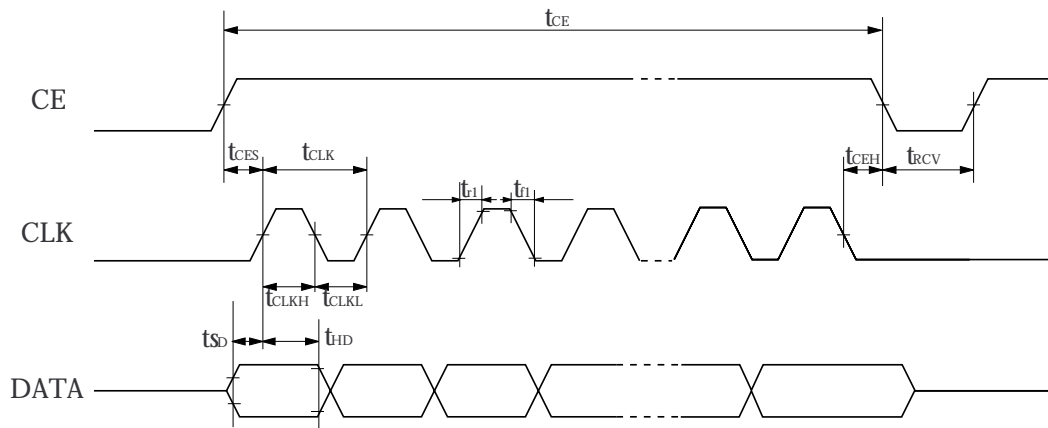 tCE
CE
tCES tCLK tCEH tRCV
tr1 tf1
CLK
tCLKH tCLKL
tSD tHD
DATA